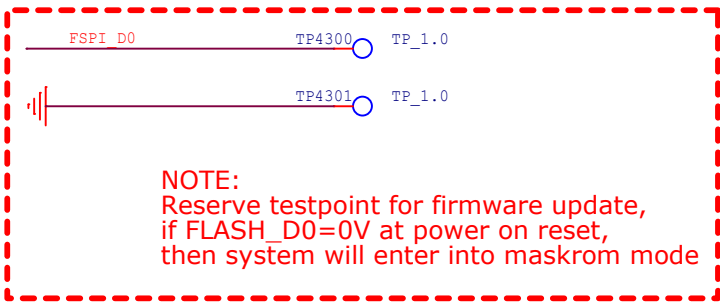 FSPI_D0 TP4300 TP_1.0
TP4301 TP_1.0
NOTE:
Reserve testpoint for firmware update,
if FLASH_D0=0V at power on reset,
then system will enter into maskrom mode